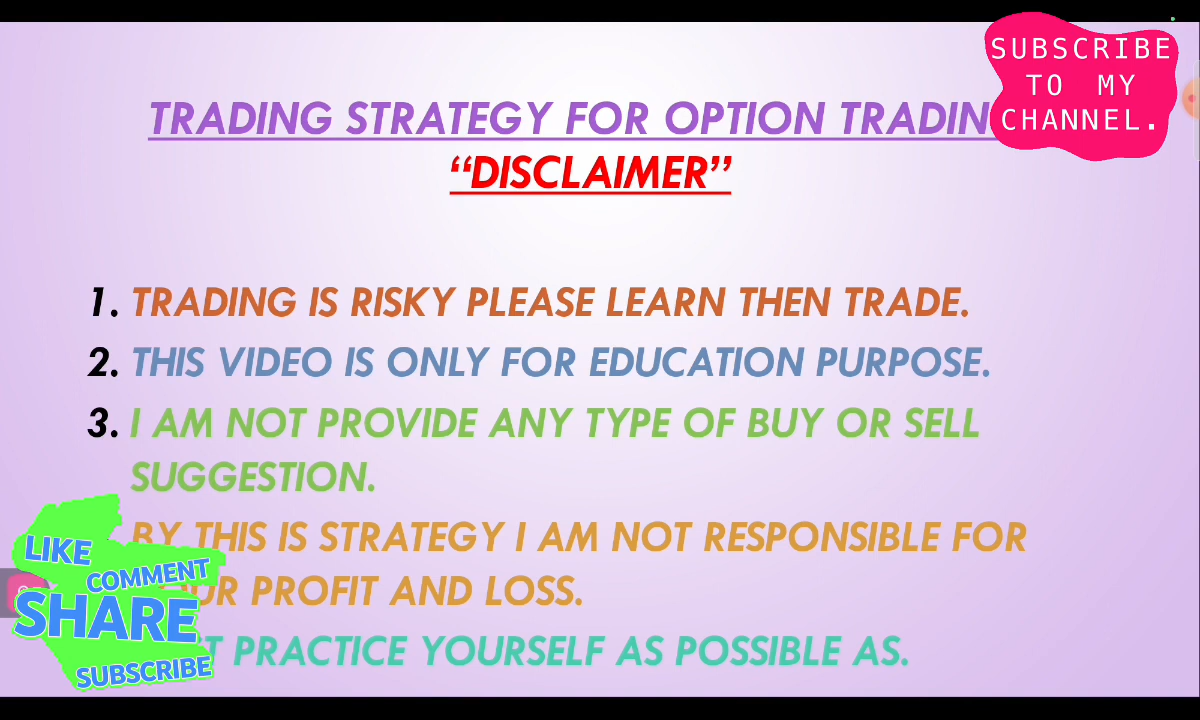 SUBSCRIBE
TO MY
CHANNEL.
TRADING STRATEGY FOR OPTION TRADIN
“DISCLAIMER”
1. TRADING IS RISKY PLEASE LEARN THEN TRADE.
2. THIS VIDEO IS ONLY FOR EDUCATION PURPOSE.
3. I AM NOT PROVIDE ANY TYPE OF BUY OR SELL
SUGGESTION.
BY THIS IS STRATEGY I AM NOT RESPONSIBLE FOR
PROFIT AND LOSS.
PRACTICE YOURSELF AS POSSIBLE AS.
LIKE
COMMENT
SHARE
SUBSCRIBE